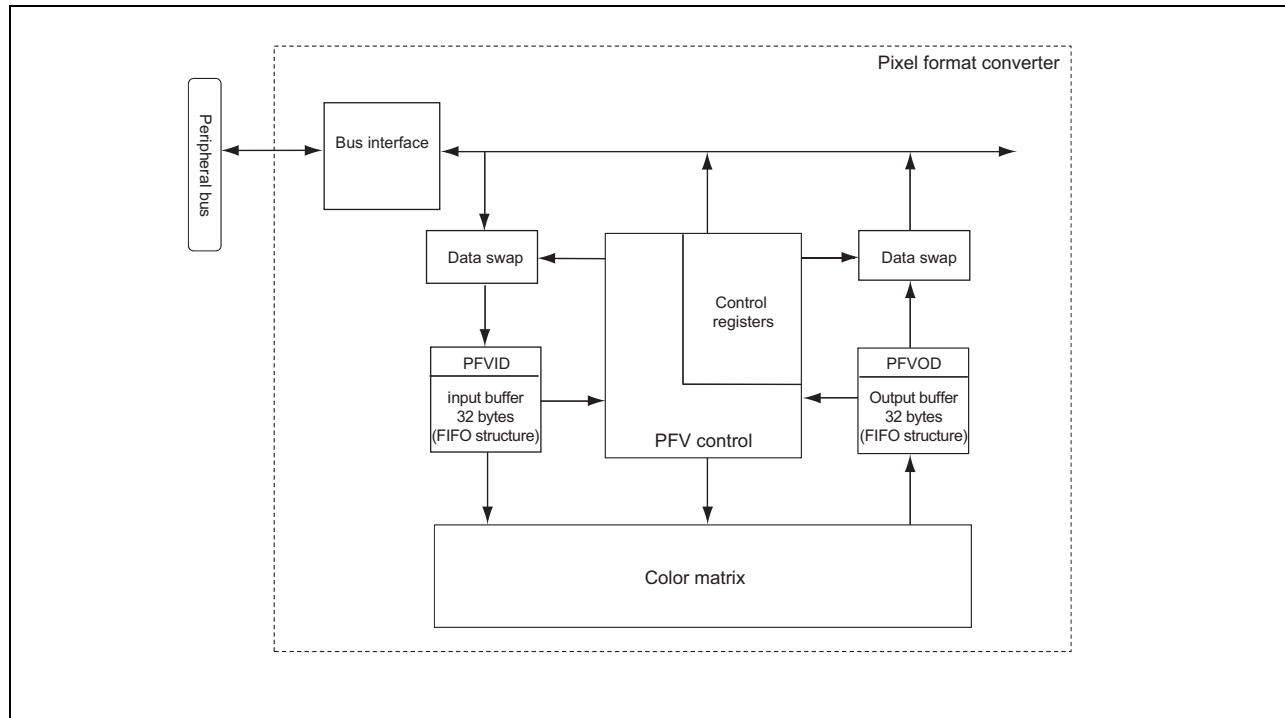 Pixel format converter
Peripheral bus
Bus interface
Data swap
Data swap
Control
registers
PFVID
input buffer
32 bytes
(FIFO structure)
PFV control
PFVOD
Output buffer
32 bytes
(FIFO structure)
Color matrix